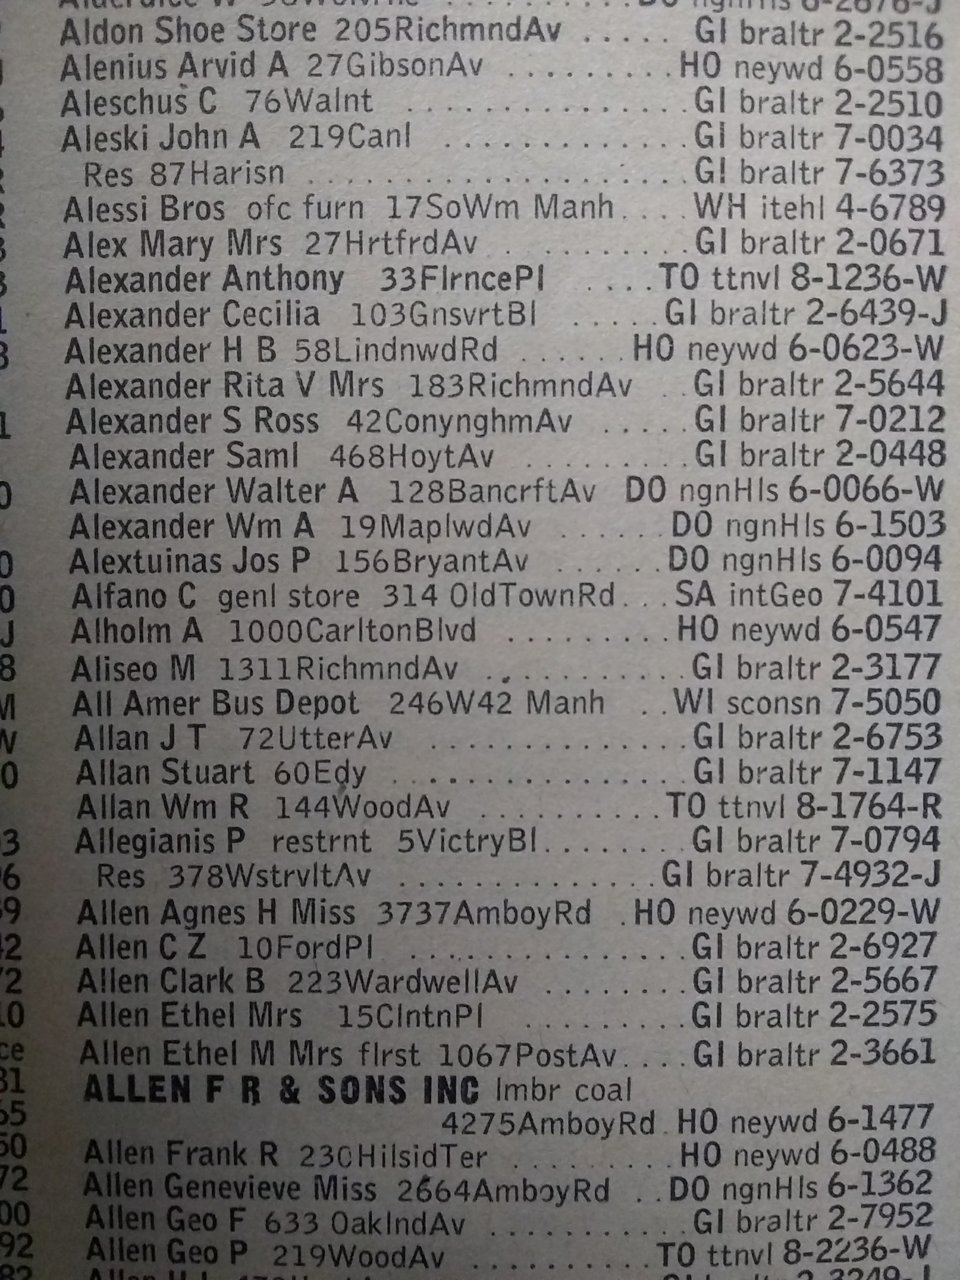 Aldon Shoe Store 205RichmndAv ..... GI braltr 2-2516
Alenius Arvid A 27GibsonAv ........ HO neywd 6-0558
Aleschus C 76Walnt .............. GI braltr 2-2510
Aleski John A 219Canl ............ GI braltr 7-0034
Res 87Harisn .................. GI braltr 7-6373
Alessi Bros ofc furn 17SoWm Manh .... WH itehl 4-6789
Alex Mary Mrs 27HrtfrdAv ......... GI braltr 2-0671
Alexander Anthony 33FlrncePl .... TO ttnvl 8-1236-W
Alexander Cecilia 103GnsvrtBl ..... GI braltr 2-6439-J
Alexander H B 58LindnwdRd ...... HO neywd 6-0623-W
Alexander Rita V Mrs 183RichmndAv .. GI braltr 2-5644
Alexander S Ross 42ConynghmAv ..... GI braltr 7-0212
Alexander Saml 468HoytAv ......... GI braltr 2-0448
Alexander Walter A 128BancrftAv DO ngnHls 6-0066-W
Alexander Wm A 19MaplwdAv ...... DO ngnHls 6-1503
Alextuinas Jos P 156BryantAv ...... DO ngnHls 6-0094
Alfano C genl store 314 OldTownRd ... SA intGeo 7-4101
Alholm A 1000CarltonBlvd ........ HO neywd 6-0547
Aliseo M 1311RichmndAv .......... GI braltr 2-3177
All Amer Bus Depot 246W42 Manh .. WI sconsn 7-5050
Allan J T 72UtterAv ............. GI braltr 2-6753
Allan Stuart 60Edy .............. GI braltr 7-1147
Allan Wm R 144WoodAv ......... TO ttnvl 8-1764-R
Allegianis P restrnt 5VictryBl ....... GI braltr 7-0794
Res 378WstrvltAv ............. GI braltr 7-4932-J
Allen Agnes H Miss 3737AmboyRd . HO neywd 6-0229-W
Allen C Z 10FordPl .............. GI braltr 2-6927
Allen Clark B 223WardwellAv ....... GI braltr 2-5667
Allen Ethel Mrs 15ClntnPl ......... GI braltr 2-2575
Allen Ethel M Mrs flrst 1067PostAv .... GI braltr 2-3661
ALLEN F R & SONS INC lmbr coal
4275AmboyRd . HO neywd 6-1477
Allen Frank R 230HilsidTer ........ HO neywd 6-0488
Allen Genevieve Miss 2664AmboyRd .. DO ngnHls 6-1362
Allen Geo F 633 OaklndAv .......... GI braltr 2-7952
Allen Geo P 219WoodAv ......... TO ttnvl 8-2236-W